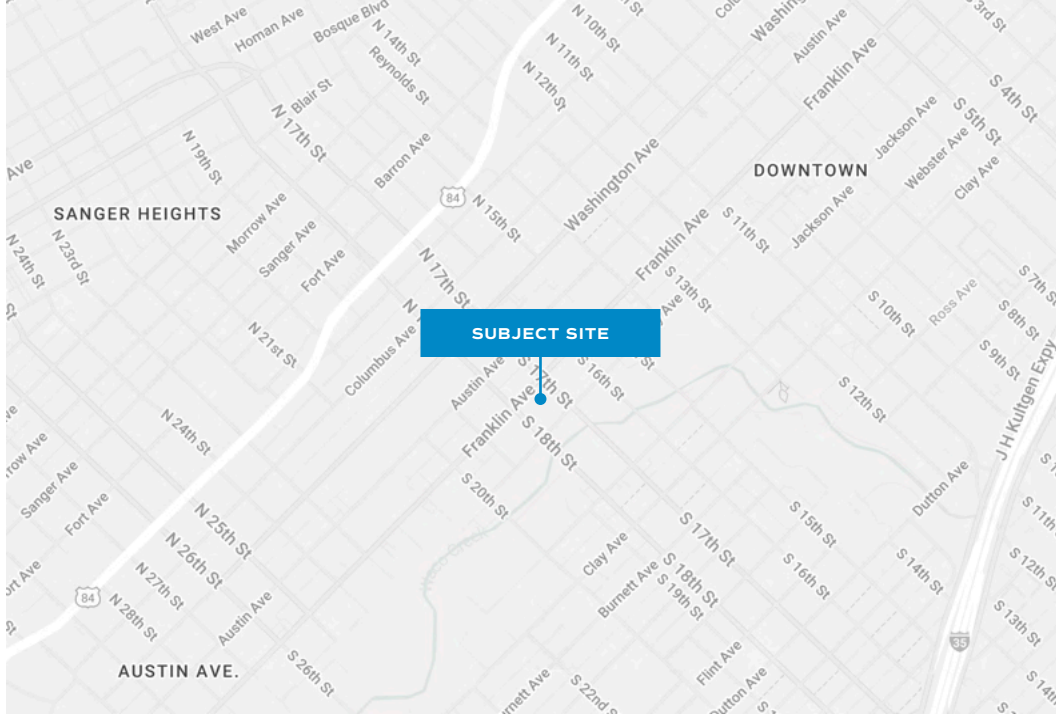 West Ave
Homan Ave
Bosque Blvd
N 14th St
Reynolds St
N 10th St
N 11th St
N 12th St
Washington
Austin Ave
Franklin Ave
S 3rd St
S 4th St
S 5th St
Blair St
N 17th St
N 19th St
Barron Ave
Jackson Ave
Webster Ave
Clay Ave
Ave
DOWNTOWN
84
N 15th St
Washington Ave
SANGER HEIGHTS
Morrow Ave
Sanger Ave
Fort Ave
N 23rd St
N 24th St
N 17th St
Franklin Ave
S 11th St
Jackson Ave
S 13th St
S 7th St
S 10th St
Ross Ave
S 8th St
S 9th St
N 21st St
Columbus Ave
SUBJECT SITE
Austin Ave
S 17th St
S 16th St
Franklin Ave
S 18th St
S 12th St
J H Kultgen Expy
N 24th St
Sanger Ave
Fort Ave
S 20th St
Dutton Ave
N 25th St
N 26th St
N 27th St
N 28th St
84
Austin Ave
Clay Ave
Burnett Ave
S 17th St
S 18th St
S 19th St
S 15th St
S 16th St
S 14th St
S 11th
S 12th St
S 13th St
35
AUSTIN AVE.
S 26th St
S 22nd St
Flint Ave
Dutton Ave